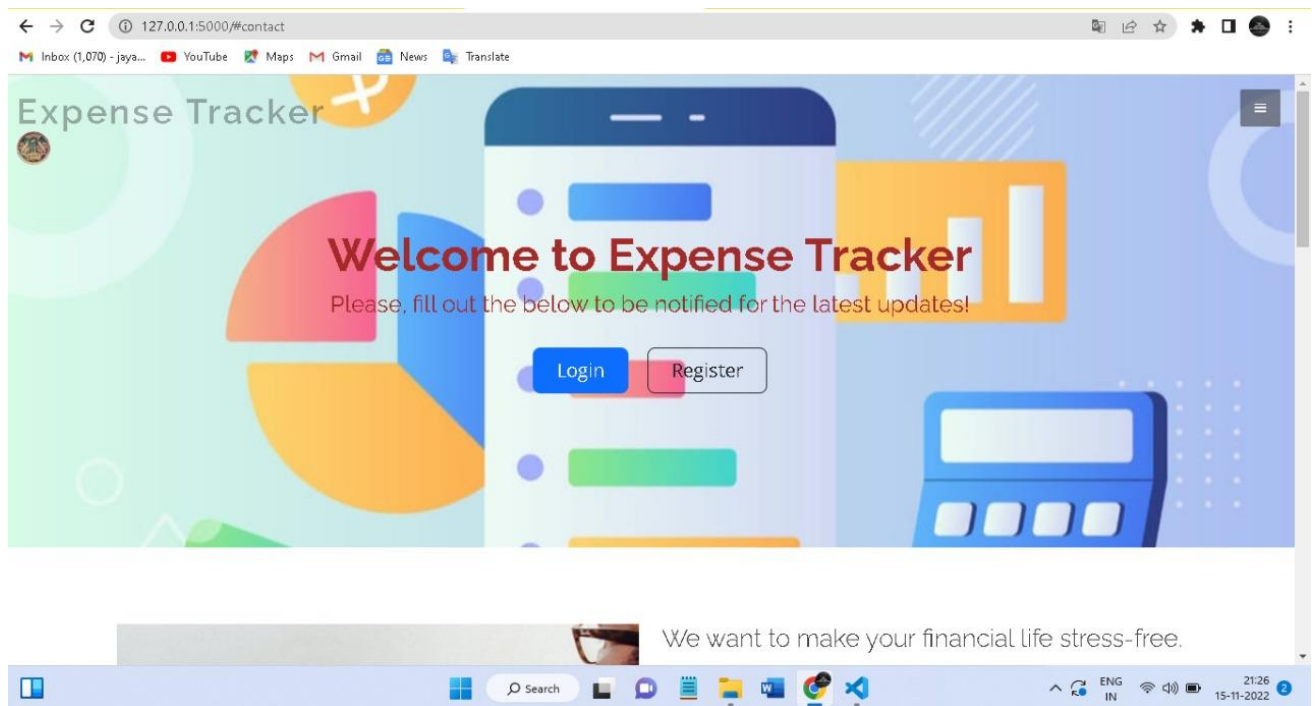 127.0.0.1:5000/#contact
Inbox (1,070) - jaya... YouTube Maps Gmail News Translate
Expense Tracker
Welcome to Expense Tracker
Please, fill out the below to be notified for the latest updates!
Login Register
We want to make your financial life stress-free.
Search
ENG
IN
21:26
15-11-2022
2